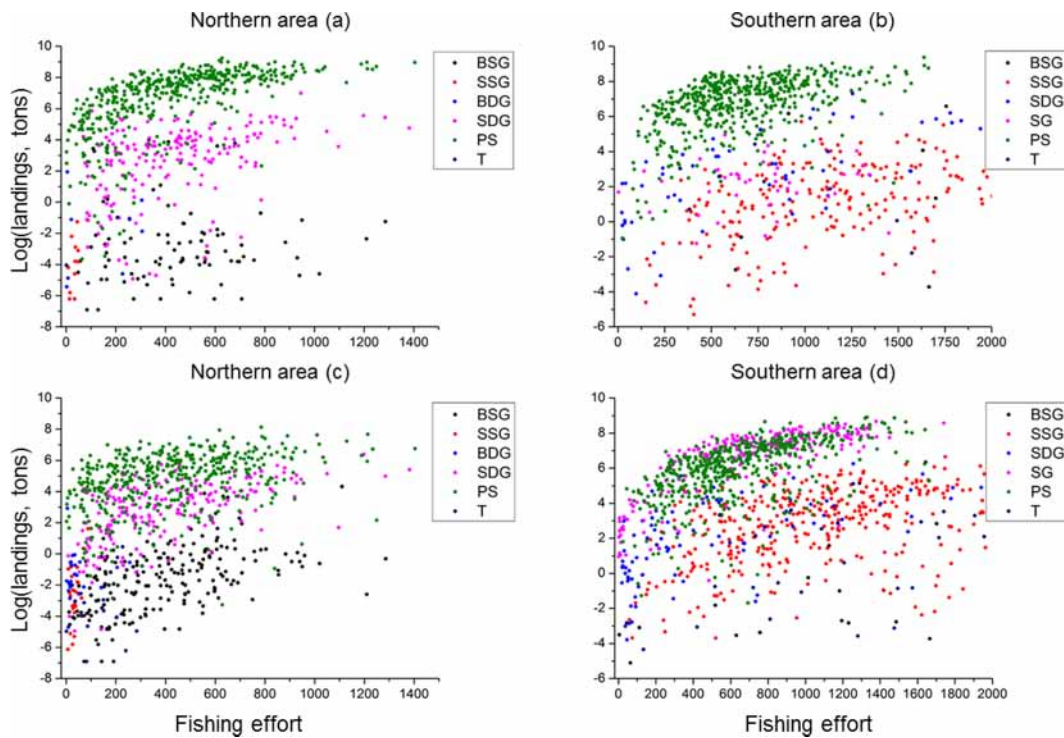 Northern area (a)
Log(landings, tons)
10
8
6
4
2
0
-2
-4
-6
-8
0 200 400 600 800 1000 1200 1400
BSG
SSG
BDG
SDG
PS
T
Southern area (b)
10
8
6
4
2
0
-2
-4
-6
0 250 500 750 1000 1250 1500 1750 2000
BSG
SSG
SDG
SG
PS
T
Northern area (c)
Log(landings, tons)
10
8
6
4
2
0
-2
-4
-6
-8
0 200 400 600 800 1000 1200 1400
Fishing effort
BSG
SSG
BDG
SDG
PS
T
Southern area (d)
10
8
6
4
2
0
-2
-4
-6
0 200 400 600 800 1000 1200 1400 1600 1800 2000
Fishing effort
BSG
SSG
SDG
SG
PS
T